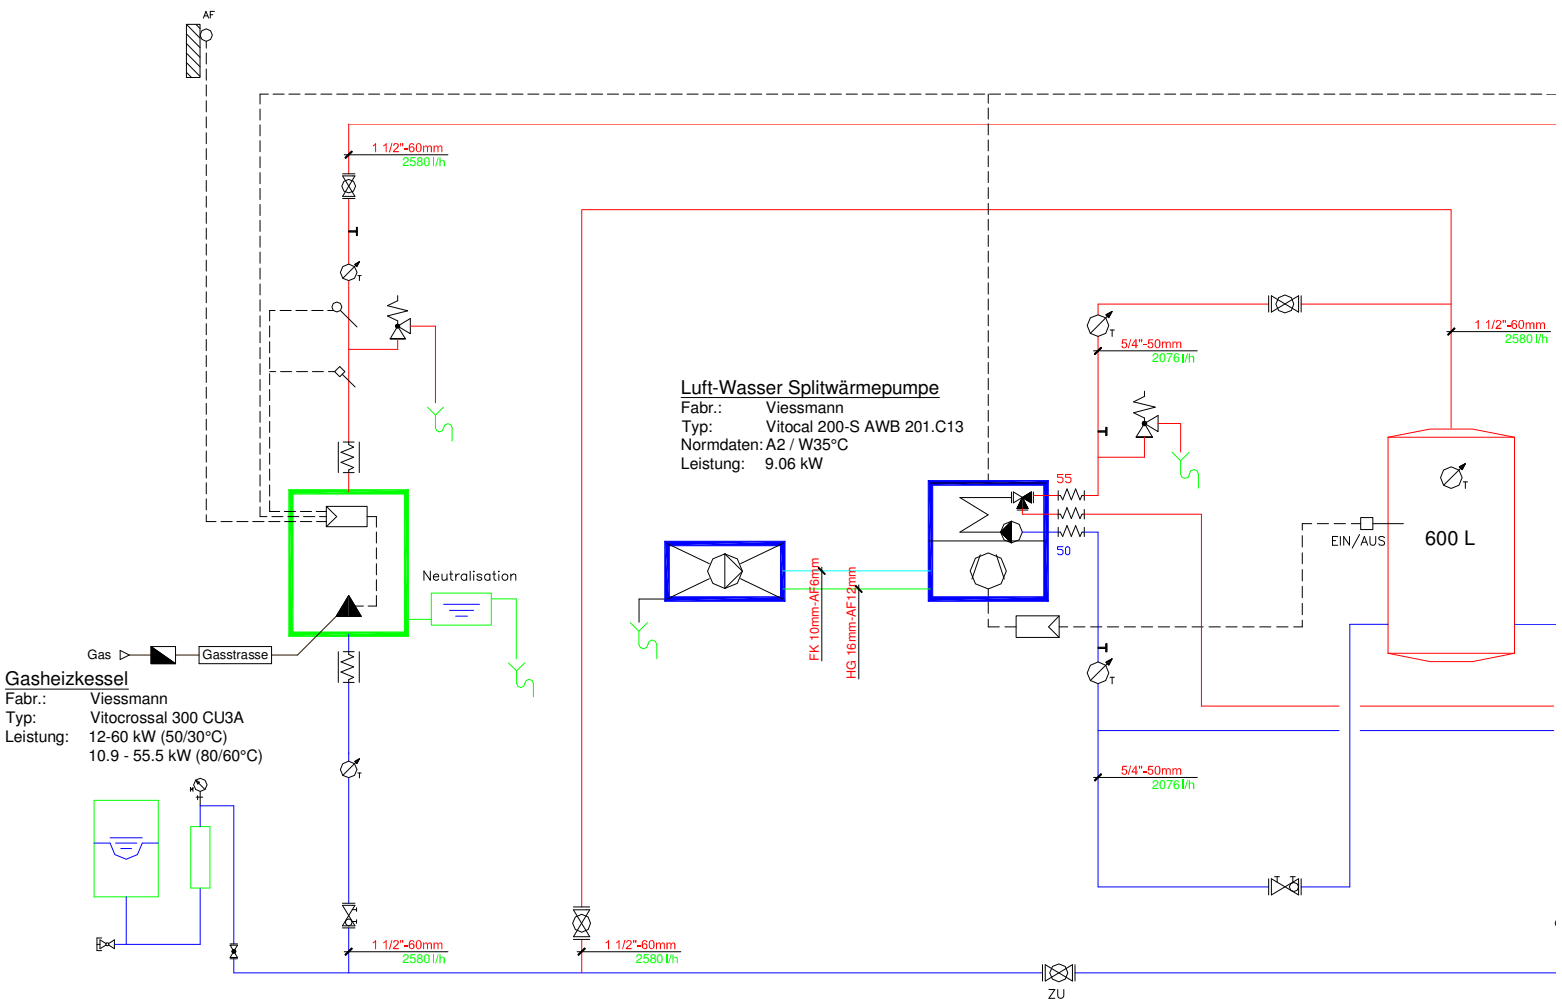 AF
1 1/2"-60mm
2580 l/h
T
1 1/2"-60mm
2580 l/h
T
5/4"-50mm
2076 l/h
Luft-Wasser Splitwärmepumpe
Fabr.: Viessmann
Typ: Vitocal 200-S AWB 201.C13
Normdaten: A2 / W35°C
Leistung: 9.06 kW
T
55
50
EIN/AUS
600 L
FK 10mm-AF6mm
HG 16mm-AF12mm
Neutralisation
Gas
Gasstrasse
Gasheizkessel
Fabr.: Viessmann
Typ: Vitocrossal 300 CU3A
Leistung: 12-60 kW (50/30°C)
10.9 - 55.5 kW (80/60°C)
T
T
5/4"-50mm
2076 l/h
1 1/2"-60mm
2580 l/h
1 1/2"-60mm
2580 l/h
ZU